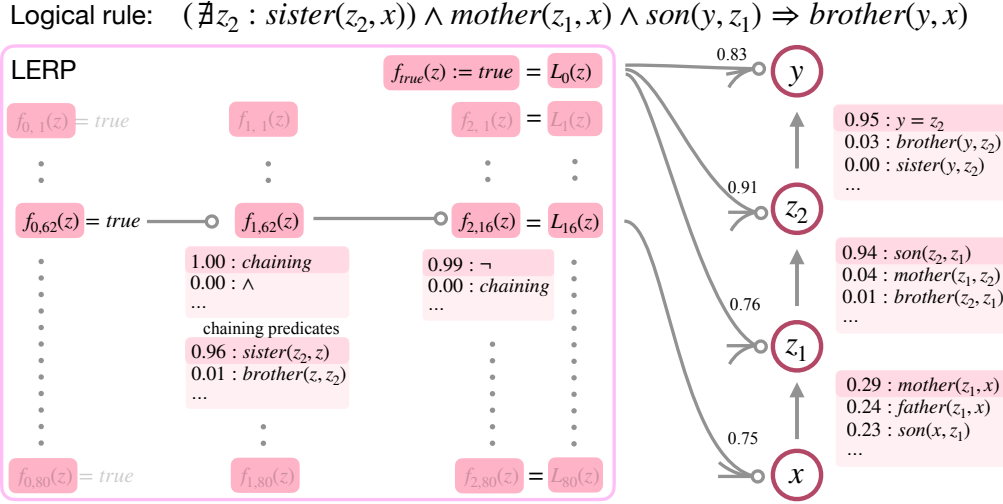 Logical rule: (∄z₂ : sister(z₂, x)) ∧ mother(z₁, x) ∧ son(y, z₁) ⇒ brother(y, x)
LERP
f_true(z) := true = L₀(z)
f₀,₁(z) = true
f₁,₁(z)
f₂,₁(z) = L₁(z)
f₀,₆₂(z) = true
f₁,₆₂(z)
f₂,₁₆(z) = L₁₆(z)
1.00 : chaining
0.00 : ∧
...
chaining predicates
0.96 : sister(z₂, z)
0.01 : brother(z, z₂)
...
0.99 : ¬
0.00 : chaining
...
f₀,₈₀(z) = true
f₁,₈₀(z)
f₂,₈₀(z) = L₈₀(z)
0.83
y
0.95 : y = z₂
0.03 : brother(y, z₂)
0.00 : sister(y, z₂)
...
0.91
z₂
0.94 : son(z₂, z₁)
0.04 : mother(z₁, z₂)
0.01 : brother(z₂, z₁)
...
0.76
z₁
0.29 : mother(z₁, x)
0.24 : father(z₁, x)
0.23 : son(x, z₁)
...
0.75
x